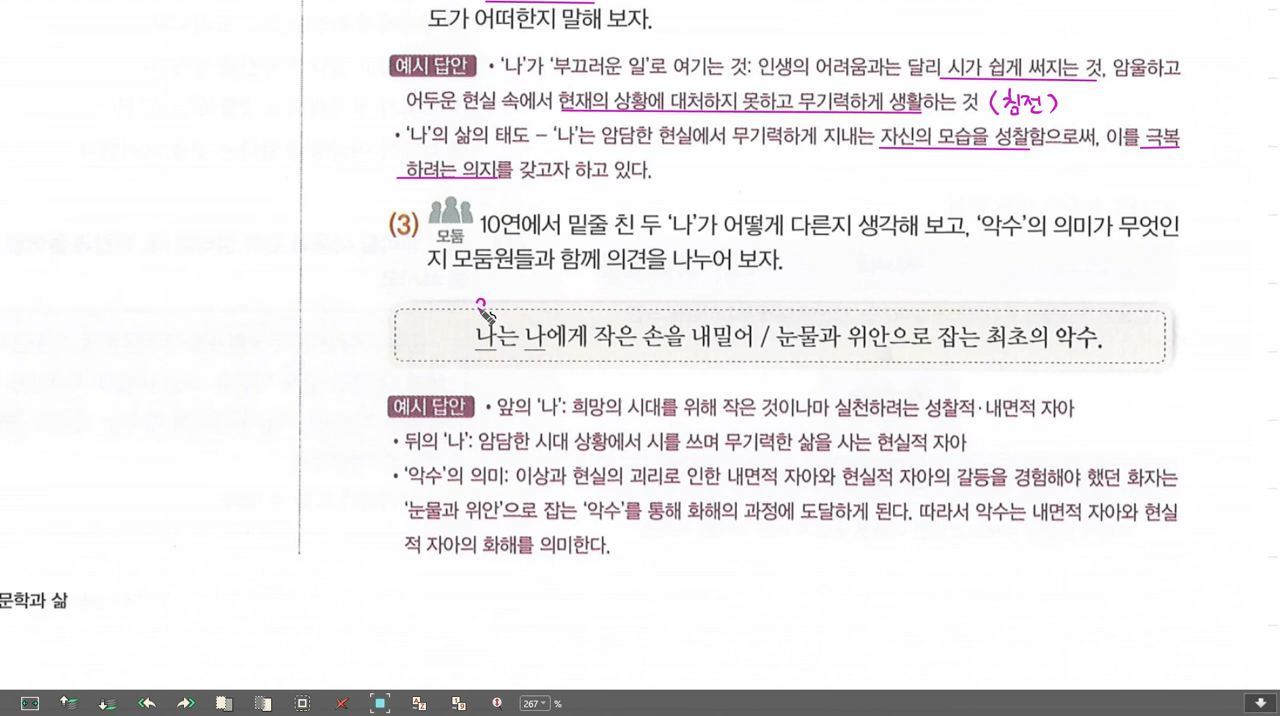 도가 어떠한지 말해 보자.
예시 답안 • ‘나’가 ‘부끄러운 일’로 여기는 것: 인생의 어려움과는 달리 시가 쉽게 써지는 것, 암울하고
어두운 현실 속에서 현재의 상황에 대처하지 못하고 무기력하게 생활하는 것 (침전)
• ‘나’의 삶의 태도 – ‘나’는 암담한 현실에서 무기력하게 지내는 자신의 모습을 성찰함으로써, 이를 극복
하려는 의지를 갖고자 하고 있다.
(3) 모둠 10연에서 밑줄 친 두 ‘나’가 어떻게 다른지 생각해 보고, ‘악수’의 의미가 무엇인
지 모둠원들과 함께 의견을 나누어 보자.
나는 나에게 작은 손을 내밀어 / 눈물과 위안으로 잡는 최초의 악수.
예시 답안 • 앞의 ‘나’: 희망의 시대를 위해 작은 것이나마 실천하려는 성찰적·내면적 자아
• 뒤의 ‘나’: 암담한 시대 상황에서 시를 쓰며 무기력한 삶을 사는 현실적 자아
• ‘악수’의 의미: 이상과 현실의 괴리로 인한 내면적 자아와 현실적 자아의 갈등을 경험해야 했던 화자는
‘눈물과 위안’으로 잡는 ‘악수’를 통해 화해의 과정에 도달하게 된다. 따라서 악수는 내면적 자아와 현실
적 자아의 화해를 의미한다.
문학과 삶
267 %